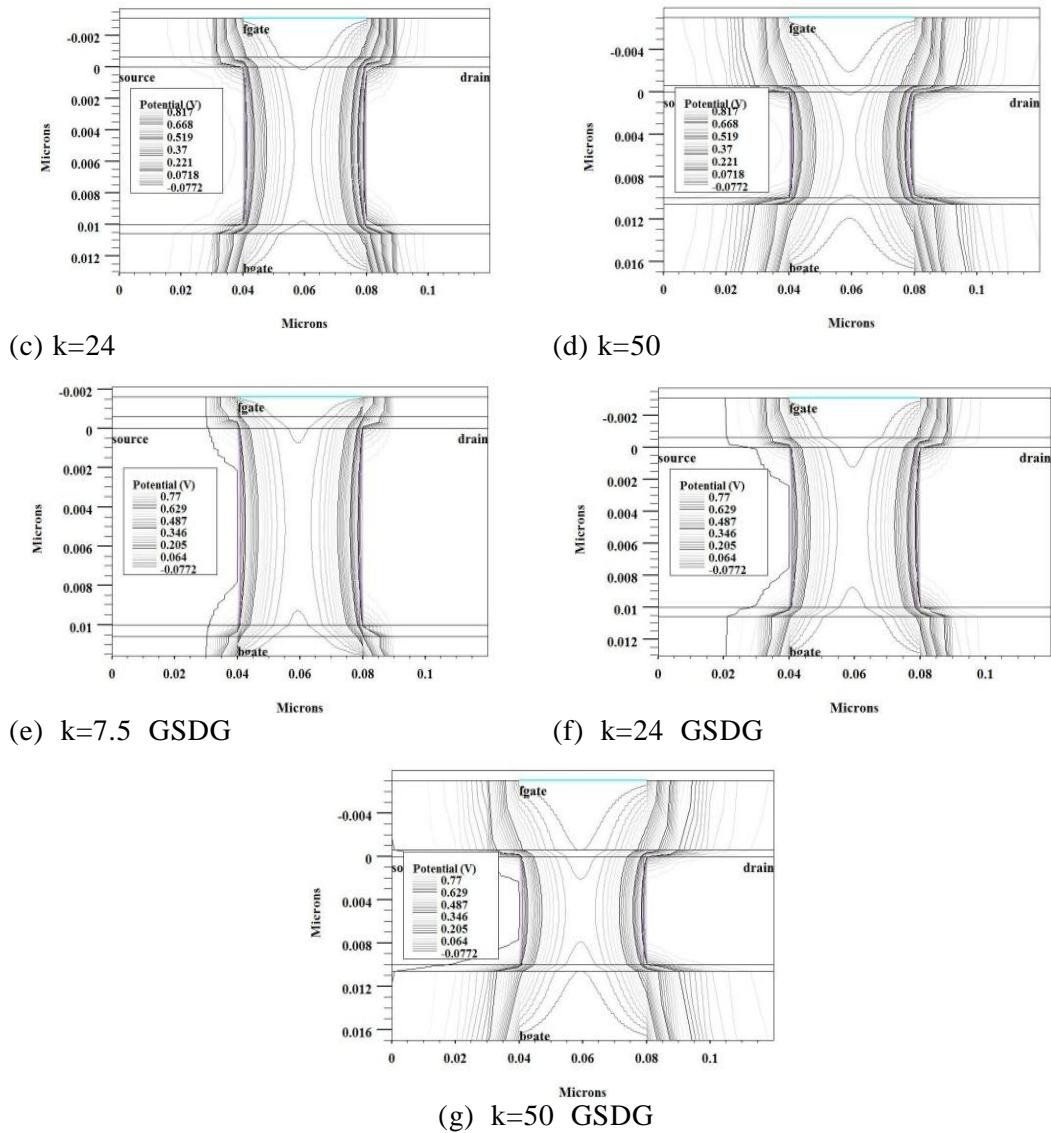 -0.002
0
0.002
0.004
0.006
0.008
0.01
0.012
Microns
fgate
source
drain
Potential (V)
0.817
0.668
0.519
0.37
0.221
0.0718
-0.0772
bgate
0 0.02 0.04 0.06 0.08 0.1
Microns
(c) k=24
-0.004
0
0.004
0.008
0.012
0.016
Microns
fgate
so
drain
Potential (V)
0.817
0.668
0.519
0.37
0.221
0.0718
-0.0772
bgate
0 0.02 0.04 0.06 0.08 0.1
Microns
(d) k=50
-0.002
0
0.002
0.004
0.006
0.008
0.01
Microns
fgate
source
drain
Potential (V)
0.77
0.629
0.487
0.346
0.205
0.064
-0.0772
bgate
0 0.02 0.04 0.06 0.08 0.1
Microns
(e) k=7.5 GSDG
-0.002
0
0.002
0.004
0.006
0.008
0.01
0.012
Microns
fgate
source
drain
Potential (V)
0.77
0.629
0.487
0.346
0.205
0.064
-0.0772
bgate
0 0.02 0.04 0.06 0.08 0.1
Microns
(f) k=24 GSDG
-0.004
0
0.004
0.008
0.012
0.016
Microns
fgate
so
drain
Potential (V)
0.77
0.629
0.487
0.346
0.205
0.064
-0.0772
bgate
0 0.02 0.04 0.06 0.08 0.1
Microns
(g) k=50 GSDG